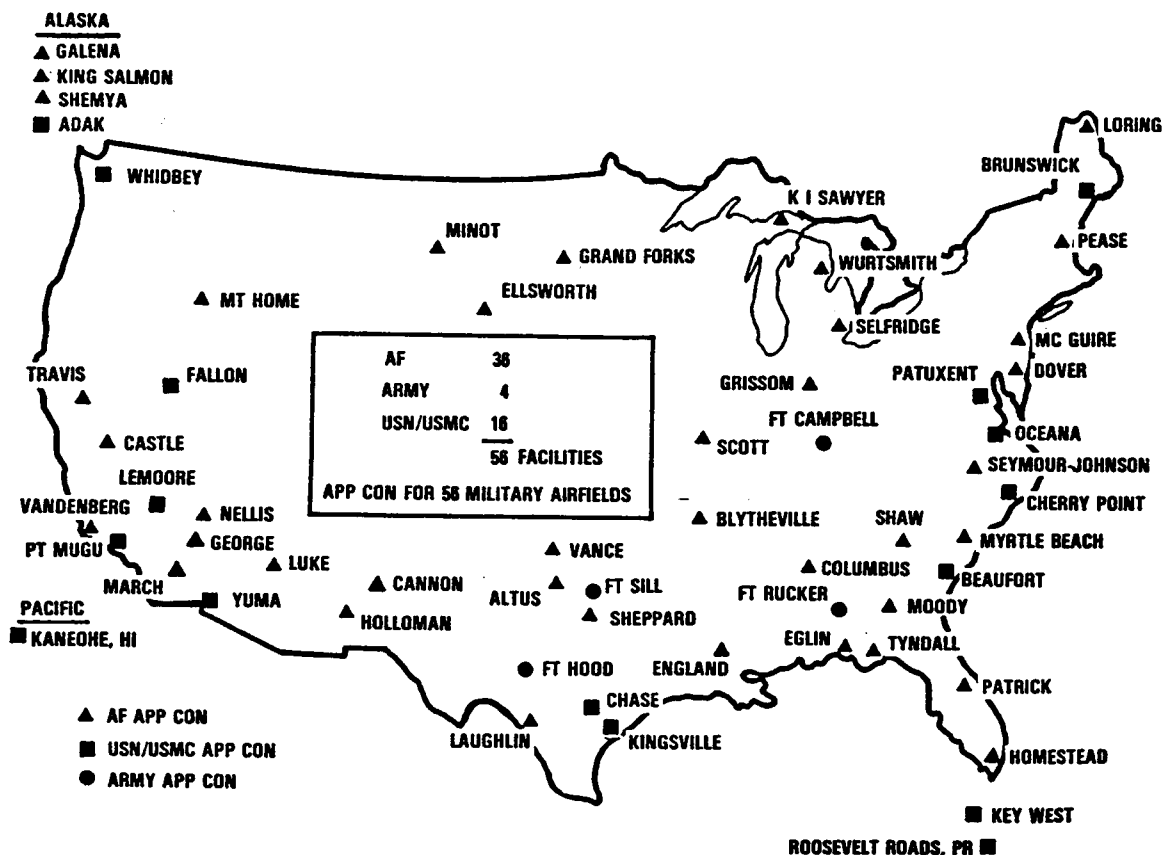 ALASKA
GALENA
KING SALMON
SHEMYA
ADAK
LORING
BRUNSWICK
WHIDBEY
K I SAWYER
MINOT
PEASE
GRAND FORKS
WURTSMITH
ELLSWORTH
MT HOME
SELFRIDGE
MC GUIRE
AF 36
ARMY 4
USN/USMC 16
56 FACILITIES
APP CON FOR 56 MILITARY AIRFIELDS
TRAVIS
FALLON
PATUXENT
DOVER
GRISSOM
FT CAMPBELL
CASTLE
SCOTT
OCEANA
LEMOORE
SEYMOUR-JOHNSON
VANDENBERG
NELLIS
CHERRY POINT
BLYTHEVILLE
SHAW
PT MUGU
GEORGE
VANCE
MYRTLE BEACH
MARCH
LUKE
CANNON
ALTUS
FT SILL
COLUMBUS
BEAUFORT
PACIFIC
YUMA
HOLLOMAN
SHEPPARD
FT RUCKER
MOODY
KANEOHE, HI
EGLIN
TYNDALL
FT HOOD
ENGLAND
PATRICK
CHASE
AF APP CON
LAUGHLIN
KINGSVILLE
USN/USMC APP CON
HOMESTEAD
ARMY APP CON
KEY WEST
ROOSEVELT ROADS, PR